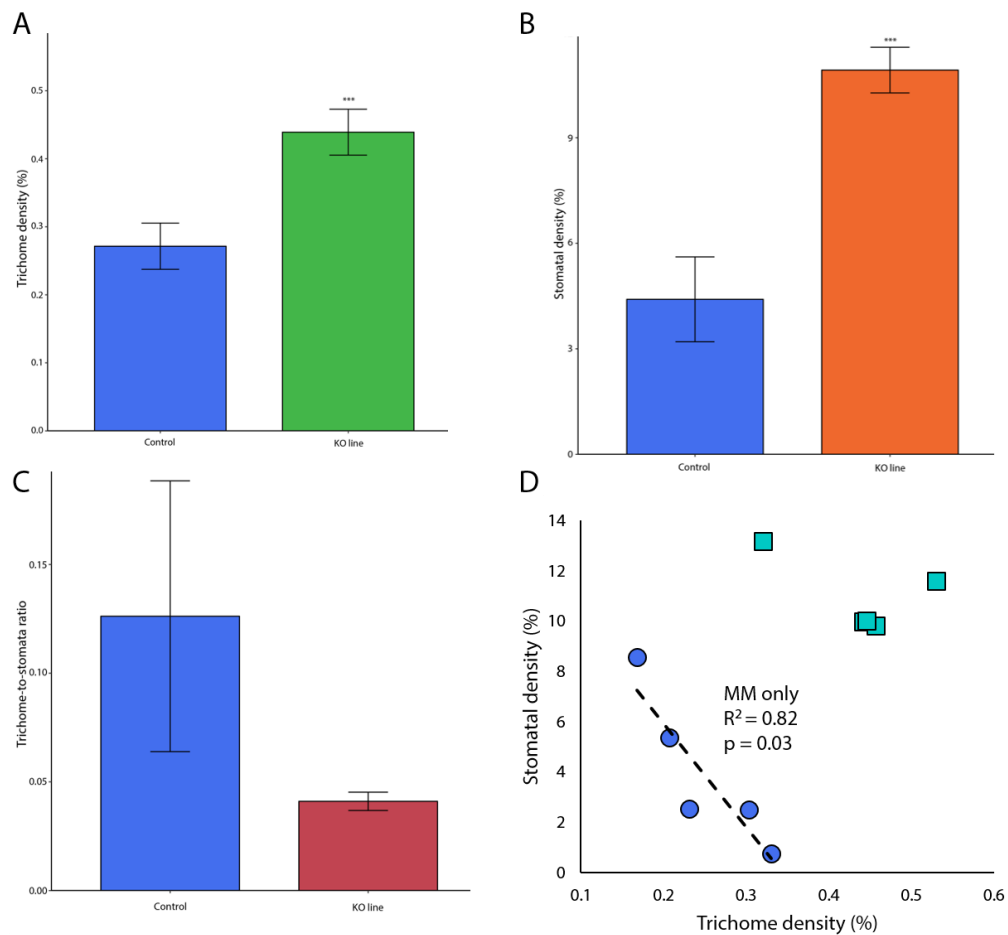 A
Trichome density (%)
0.5
0.4
0.3
0.2
0.1
0.0
***
Control
KO line
B
Stomatal density (%)
9
6
3
0
***
Control
KO line
C
Trichome-to-stomata ratio
0.15
0.10
0.05
0.00
Control
KO line
D
Stomatal density (%)
14
12
10
8
6
4
2
0
MM only
R² = 0.82
p = 0.03
0.1 0.2 0.3 0.4 0.5 0.6
Trichome density (%)